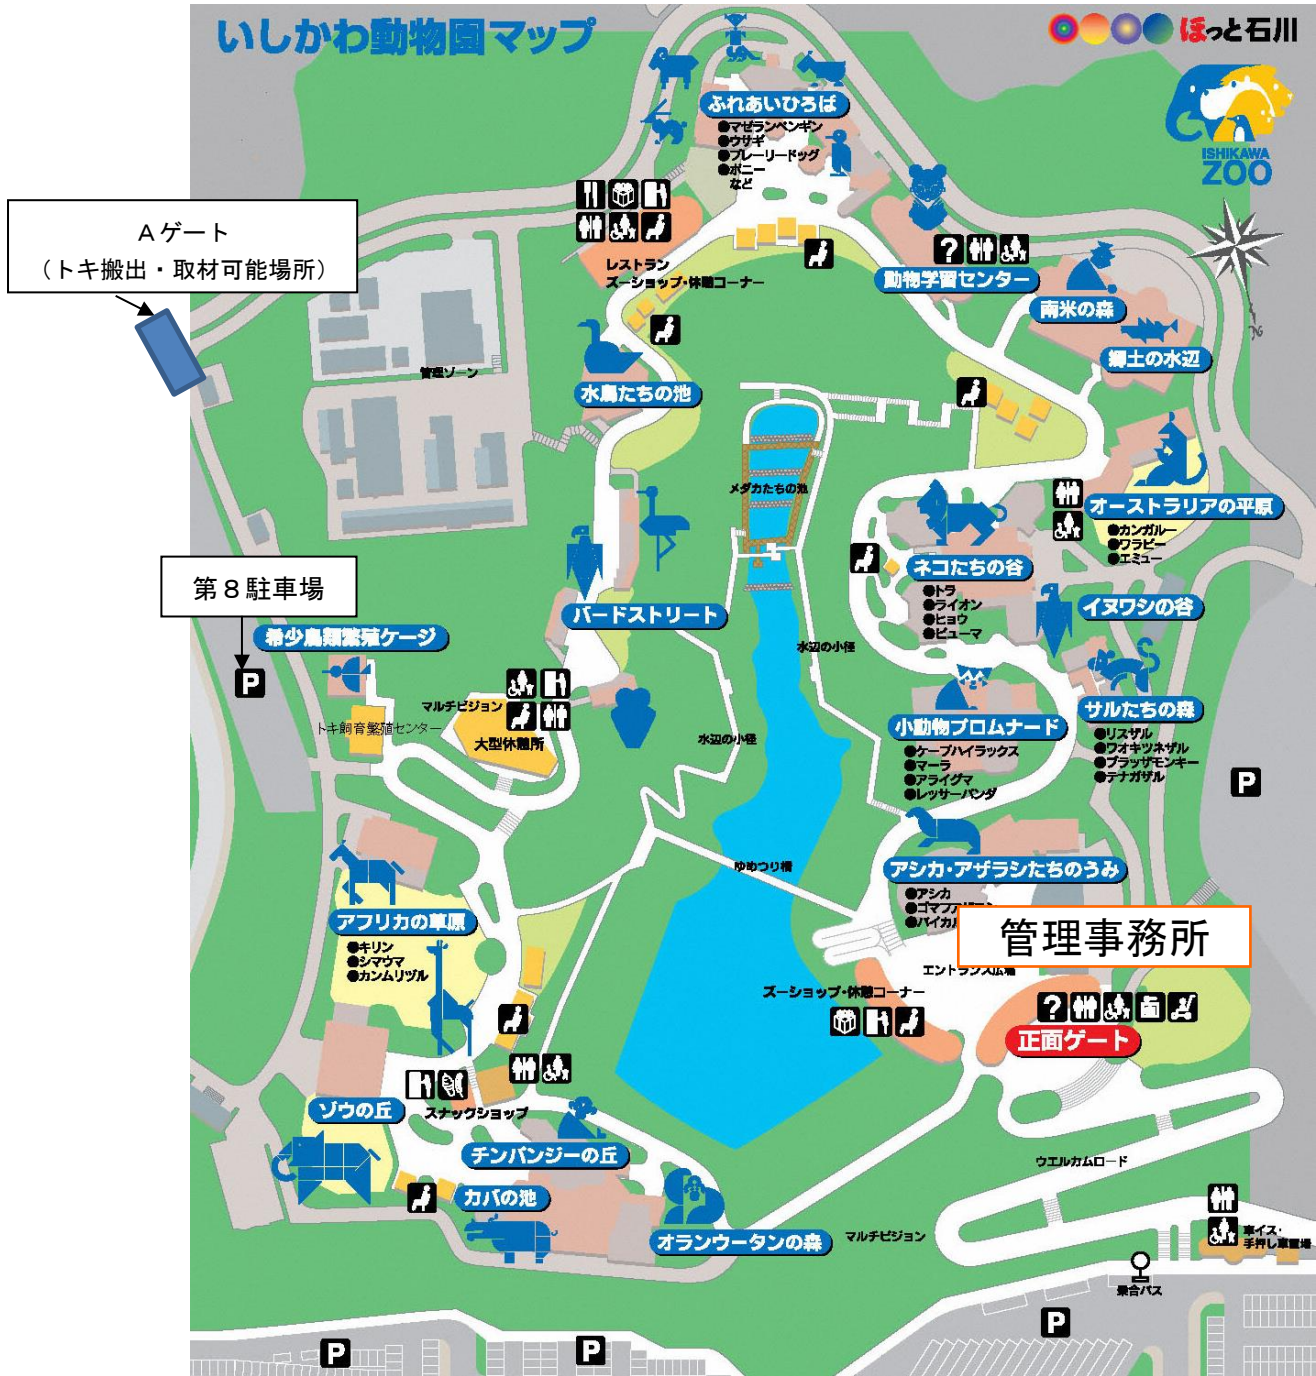 いしかわ動物園マップ
ほっと石川
ISHIKAWA
ZOO
ふれあいひろば
●マゼランペンギン
●ウサギ
●プレーリードッグ
●ポニー
など
Aゲート
(トキ搬出・取材可能場所)
レストラン
ズーショップ・休憩コーナー
?
動物学習センター
南米の森
郷土の水辺
管理ゾーン
水鳥たちの池
メダカたちの池
オーストラリアの平原
●カンガルー
●ワラビー
●エミュー
ネコたちの谷
●トラ
●ライオン
●ヒョウ
●ピューマ
イヌワシの谷
第8駐車場
バードストリート
希少鳥類繁殖ケージ
P
水辺の小径
トキ飼育繁殖センター
マルチビジョン
大型休憩所
水辺の小径
小動物プロムナード
●ケープハイラックス
●マーラ
●アライグマ
●レッサーパンダ
サルたちの森
●リスザル
●ワオキツネザル
●ブラッザモンキー
●テナガザル
P
ゆめつり橋
アシカ・アザラシたちのうみ
●アシカ
●ゴマフアザラシ
●バイカル
管理事務所
アフリカの草原
●キリン
●シマウマ
●カンムリヅル
エントランス広場
ズーショップ・休憩コーナー
?
正面ゲート
ゾウの丘
スナックショップ
チンパンジーの丘
カバの池
オランウータンの森
ウエルカムロード
マルチビジョン
車イス・
手押し車置場
乗合バス
P
P
P